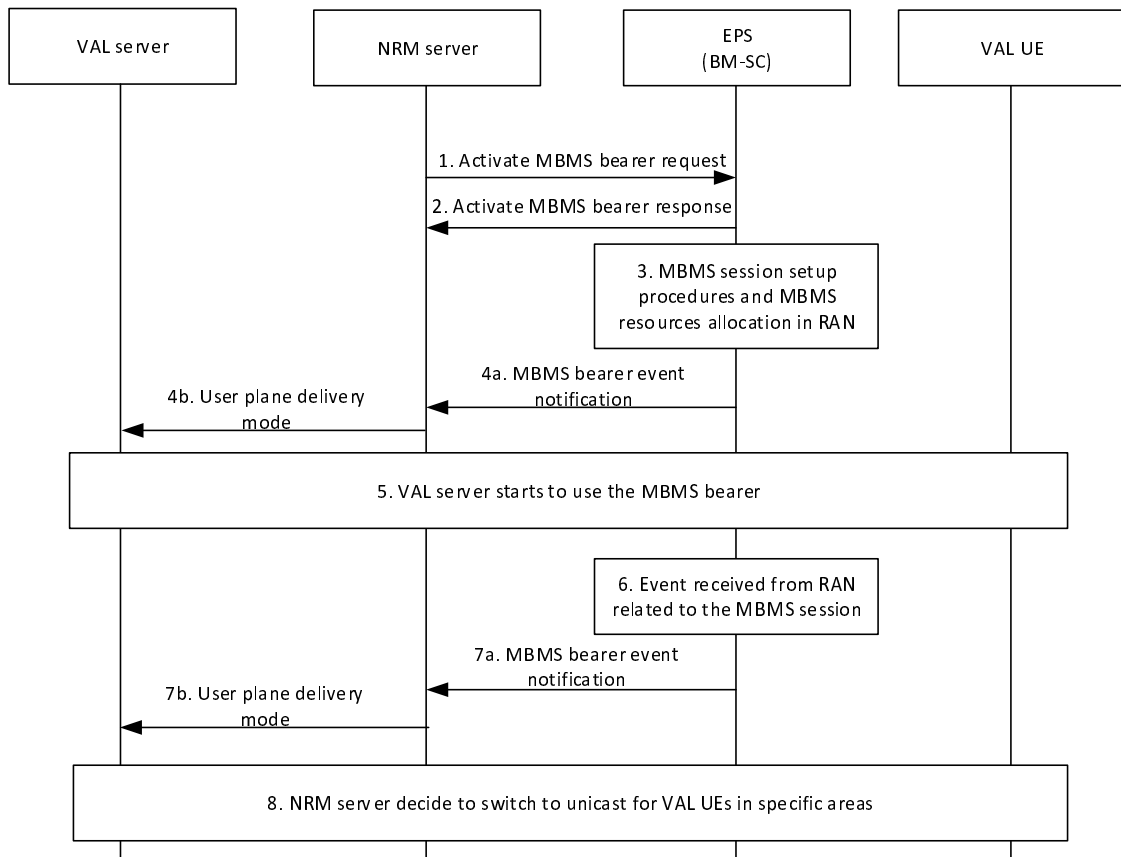 VAL server
NRM server
EPS
(BM-SC)
VAL UE
1. Activate MBMS bearer request
2. Activate MBMS bearer response
3. MBMS session setup
procedures and MBMS
resources allocation in RAN
4a. MBMS bearer event
notification
4b. User plane delivery
mode
5. VAL server starts to use the MBMS bearer
6. Event received from RAN
related to the MBMS session
7a. MBMS bearer event
notification
7b. User plane delivery
mode
8. NRM server decide to switch to unicast for VAL UEs in specific areas